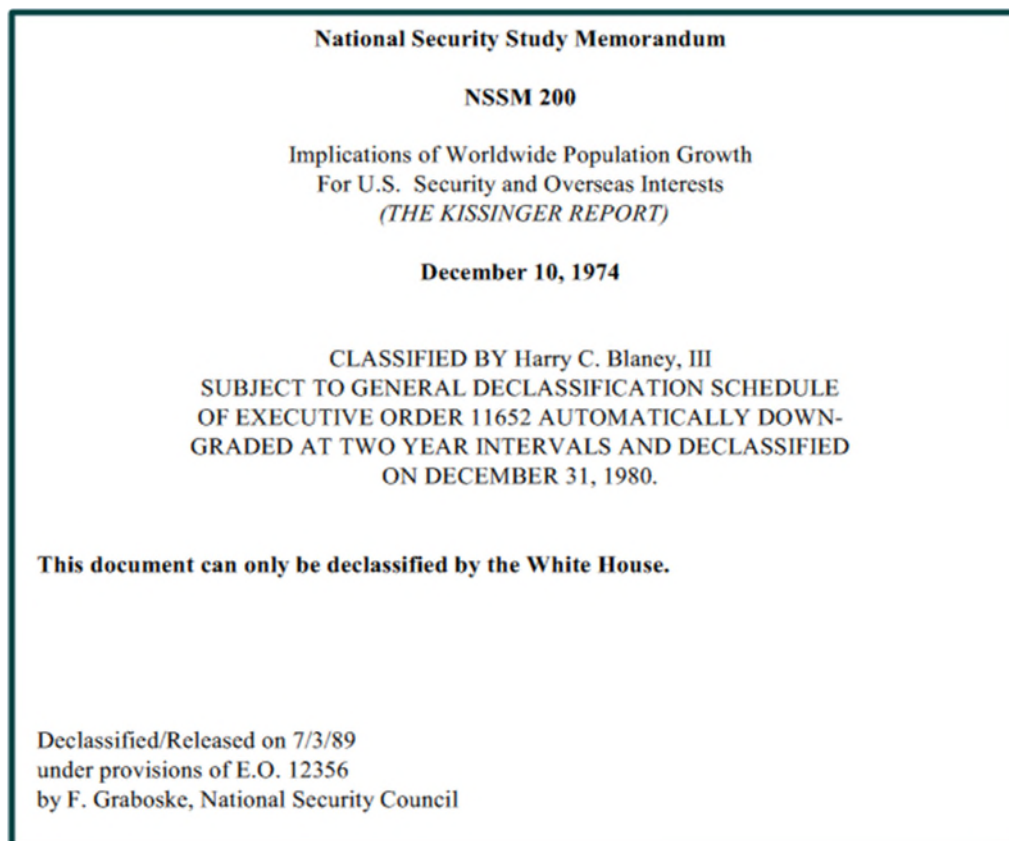 National Security Study Memorandum
NSSM 200
Implications of Worldwide Population Growth
For U.S. Security and Overseas Interests
(THE KISSINGER REPORT)
December 10, 1974
CLASSIFIED BY Harry C. Blaney, III
SUBJECT TO GENERAL DECLASSIFICATION SCHEDULE
OF EXECUTIVE ORDER 11652 AUTOMATICALLY DOWN-
GRADED AT TWO YEAR INTERVALS AND DECLASSIFIED
ON DECEMBER 31, 1980.
This document can only be declassified by the White House.
Declassified/Released on 7/3/89
under provisions of E.O. 12356
by F. Graboske, National Security Council